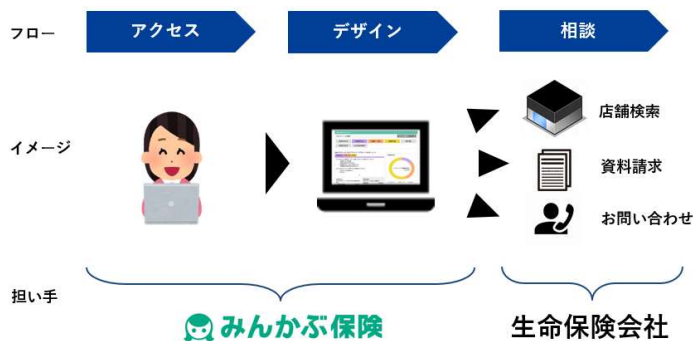 フロー
アクセス
デザイン
相談
イメージ
店舗検索
資料請求
お問い合わせ
担い手
みんかぶ保険
生命保険会社